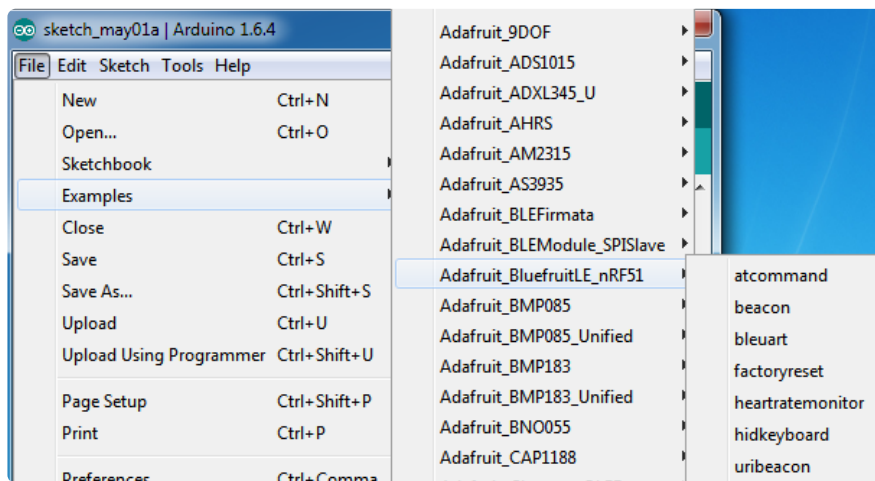 sketch_may01a | Arduino 1.6.4
File Edit Sketch Tools Help
New Ctrl+N
Open... Ctrl+O
Sketchbook
Examples
Close Ctrl+W
Save Ctrl+S
Save As... Ctrl+Shift+S
Upload Ctrl+U
Upload Using Programmer Ctrl+Shift+U
Page Setup Ctrl+Shift+P
Print Ctrl+P
Preferences Ctrl+Comma
Adafruit_9DOF
Adafruit_ADS1015
Adafruit_ADXL345_U
Adafruit_AHRS
Adafruit_AM2315
Adafruit_AS3935
Adafruit_BLEFirmata
Adafruit_BLEModule_SPISlave
Adafruit_BluefruitLE_nRF51
Adafruit_BMP085
Adafruit_BMP085_Unified
Adafruit_BMP183
Adafruit_BMP183_Unified
Adafruit_BNO055
Adafruit_CAP1188
atcommand
beacon
bleuart
factoryreset
heartratemonitor
hidkeyboard
uribeacon